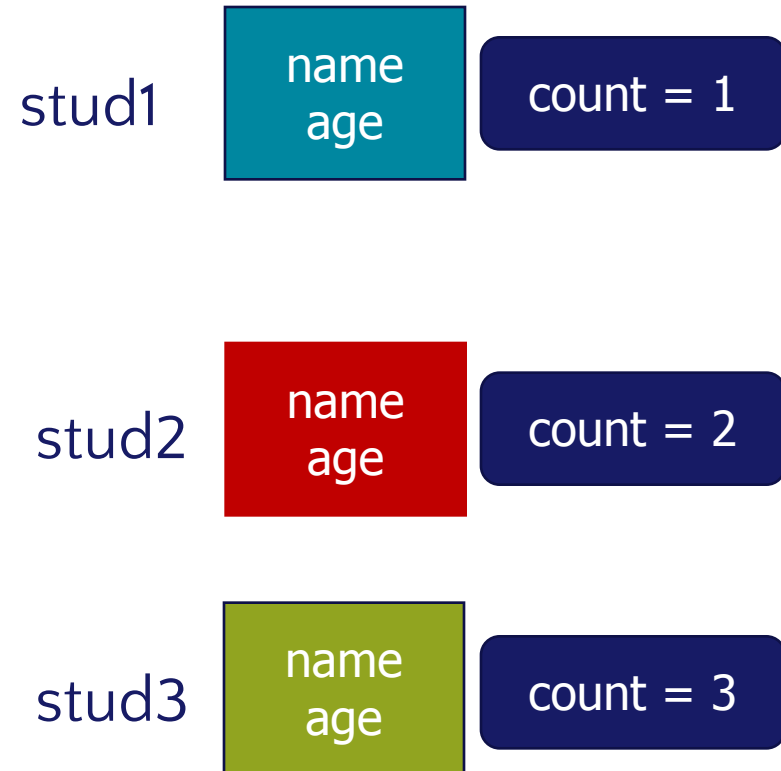 stud1
name
age
count = 1
stud2
name
age
count = 2
stud3
name
age
count = 3